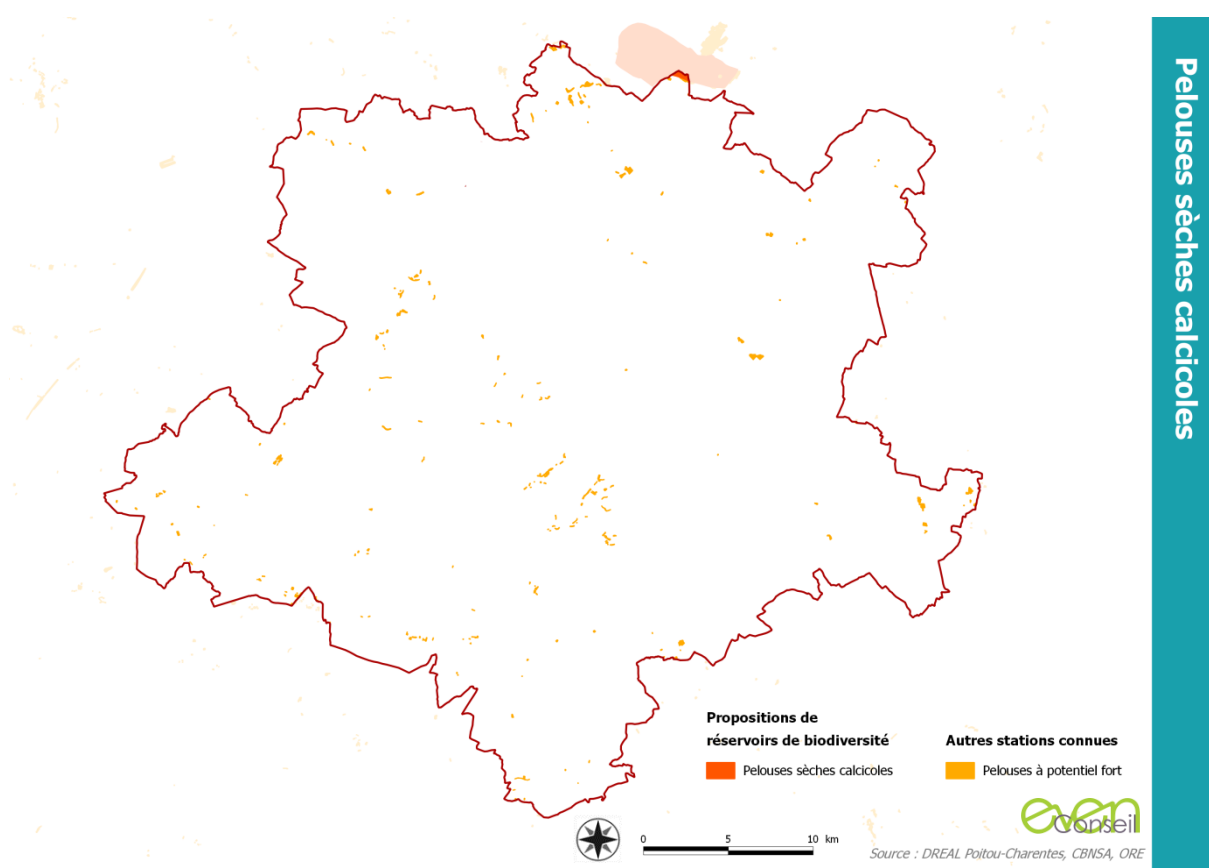 Pelouses sèches calcicoles
Propositions de
réservoirs de biodiversité
Pelouses sèches calcicoles
Autres stations connues
Pelouses à potentiel fort
0 5 10 km
even
Conseil
Source : DREAL Poitou-Charentes, CBNSA, ORE